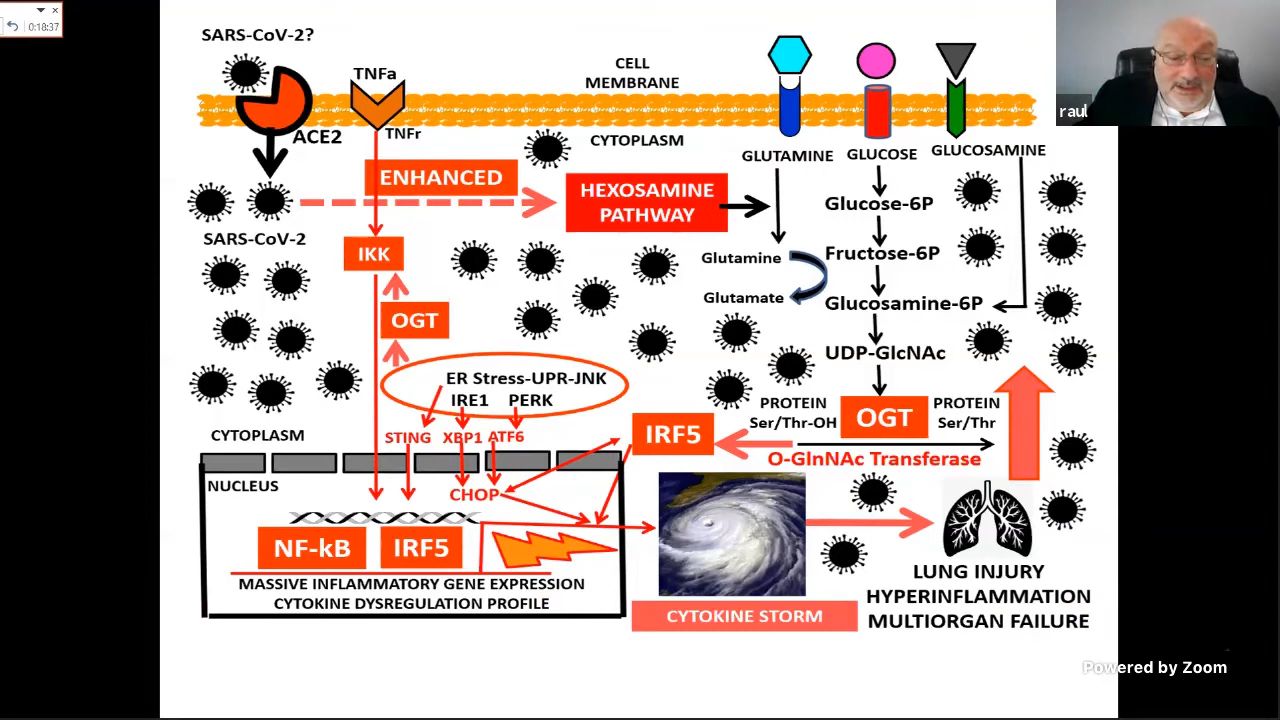 0:18:37
SARS-CoV-2?
TNFa
CELL
MEMBRANE
raul
ACE2
TNFr
CYTOPLASM
GLUTAMINE
GLUCOSE
GLUCOSAMINE
ENHANCED
HEXOSAMINE
PATHWAY
Glucose-6P
SARS-CoV-2
IKK
Glutamine
Fructose-6P
Glutamate
Glucosamine-6P
OGT
UDP-GlcNAc
ER Stress-UPR-JNK
IRE1 PERK
PROTEIN
Ser/Thr-OH
OGT
PROTEIN
Ser/Thr
CYTOPLASM
STING XBP1 ATF6
IRF5
O-GlnNAc Transferase
NUCLEUS
CHOP
NF-kB
IRF5
MASSIVE INFLAMMATORY GENE EXPRESSION
CYTOKINE DYSREGULATION PROFILE
CYTOKINE STORM
LUNG INJURY
HYPERINFLAMMATION
MULTIORGAN FAILURE
Powered by Zoom